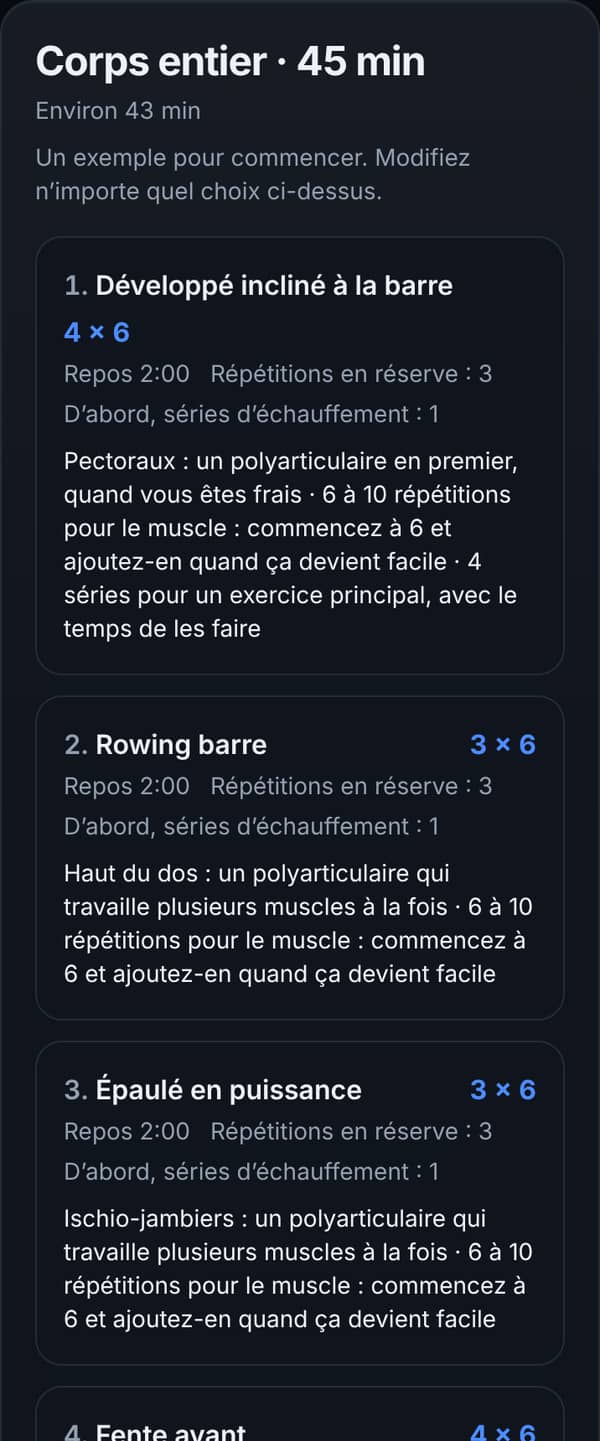 Corps entier · 45 min
Environ 43 min
Un exemple pour commencer. Modifiez
n’importe quel choix ci-dessus.
1. Développé incliné à la barre
4 × 6
Repos 2:00 Répétitions en réserve : 3
D’abord, séries d’échauffement : 1
Pectoraux : un polyarticulaire en premier,
quand vous êtes frais · 6 à 10 répétitions
pour le muscle : commencez à 6 et
ajoutez-en quand ça devient facile · 4
séries pour un exercice principal, avec le
temps de les faire
2. Rowing barre 3 × 6
Repos 2:00 Répétitions en réserve : 3
D’abord, séries d’échauffement : 1
Haut du dos : un polyarticulaire qui
travaille plusieurs muscles à la fois · 6 à 10
répétitions pour le muscle : commencez à
6 et ajoutez-en quand ça devient facile
3. Épaulé en puissance 3 × 6
Repos 2:00 Répétitions en réserve : 3
D’abord, séries d’échauffement : 1
Ischio-jambiers : un polyarticulaire qui
travaille plusieurs muscles à la fois · 6 à 10
répétitions pour le muscle : commencez à
6 et ajoutez-en quand ça devient facile
4. Fente avant 4 × 6